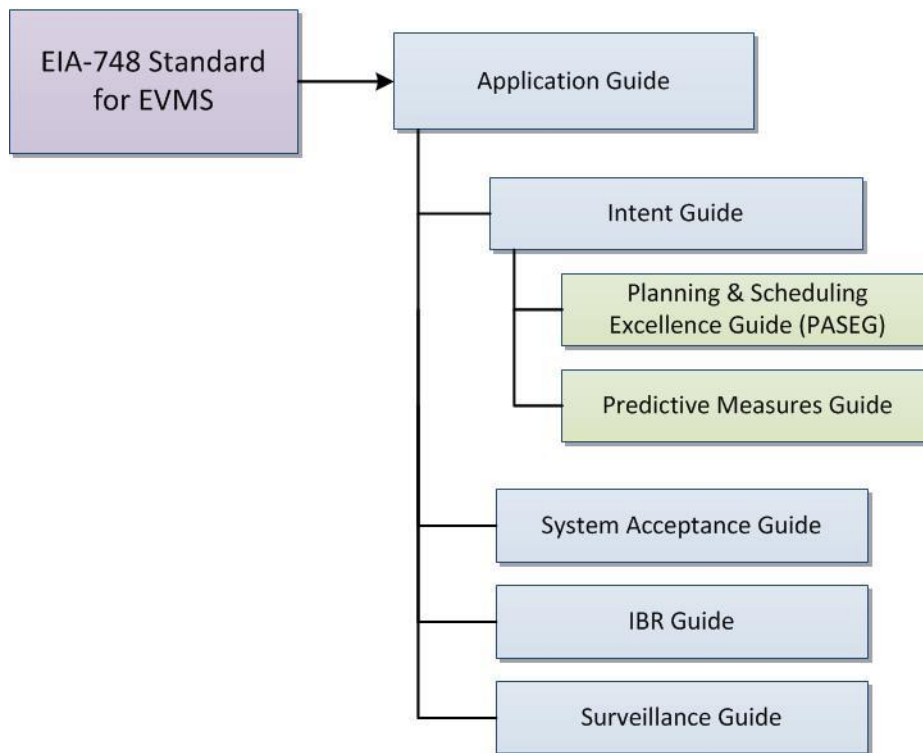 EIA-748 Standard
for EVMS
Application Guide
Intent Guide
Planning & Scheduling
Excellence Guide (PASEG)
Predictive Measures Guide
System Acceptance Guide
IBR Guide
Surveillance Guide